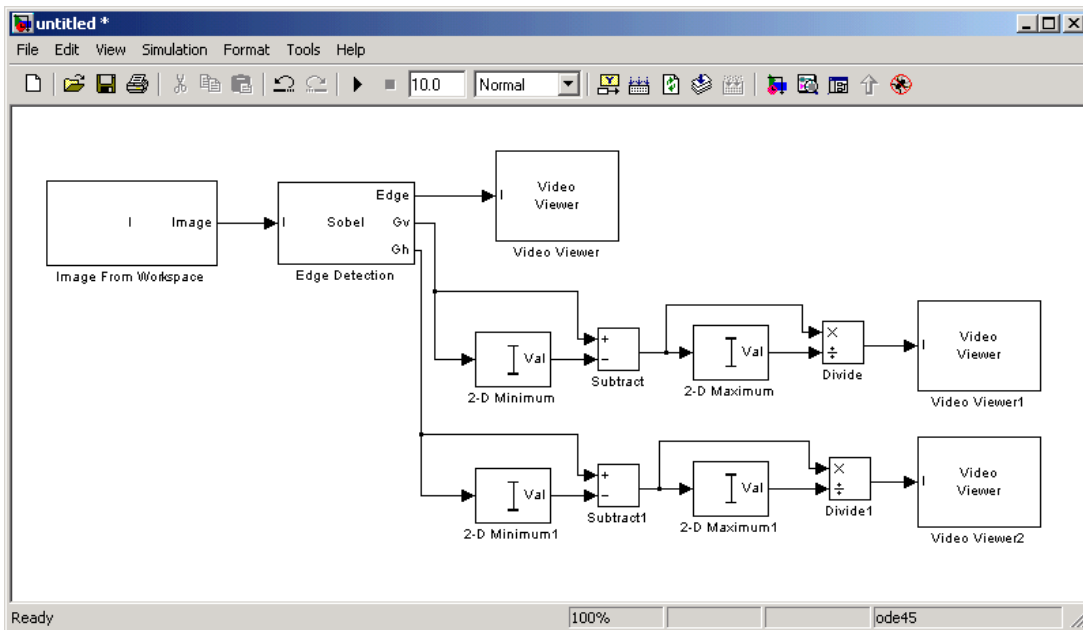 untitled *
File Edit View Simulation Format Tools Help
10.0 Normal
Video
Viewer
I
Video Viewer
I Image
Image From Workspace
I Sobel Edge
Gv
Gh
Edge Detection
Val
2-D Minimum
+
−
Subtract
Val
2-D Maximum
×
÷
Divide
I
Video
Viewer
Video Viewer1
Val
2-D Minimum1
+
−
Subtract1
Val
2-D Maximum1
×
÷
Divide1
I
Video
Viewer
Video Viewer2
Ready 100% ode45